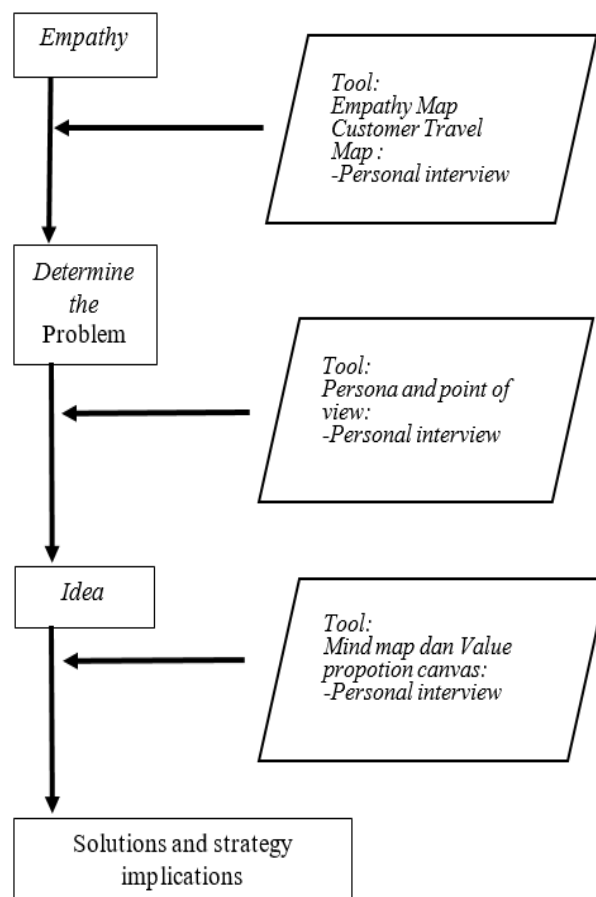 Empathy
Tool:
Empathy Map
Customer Travel
Map :
-Personal interview
Determine
the
Problem
Tool:
Persona and point of
view:
-Personal interview
Idea
Tool:
Mind map dan Value
propotion canvas:
-Personal interview
Solutions and strategy
implications